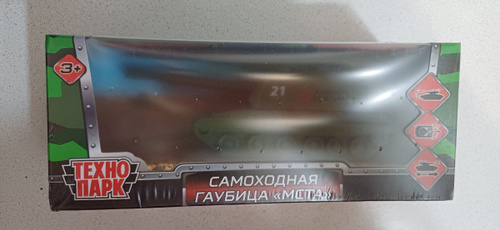 3+
21
ТЕХНО
ПАРК
САМОХОДНАЯ
ГАУБИЦА «МСТА»